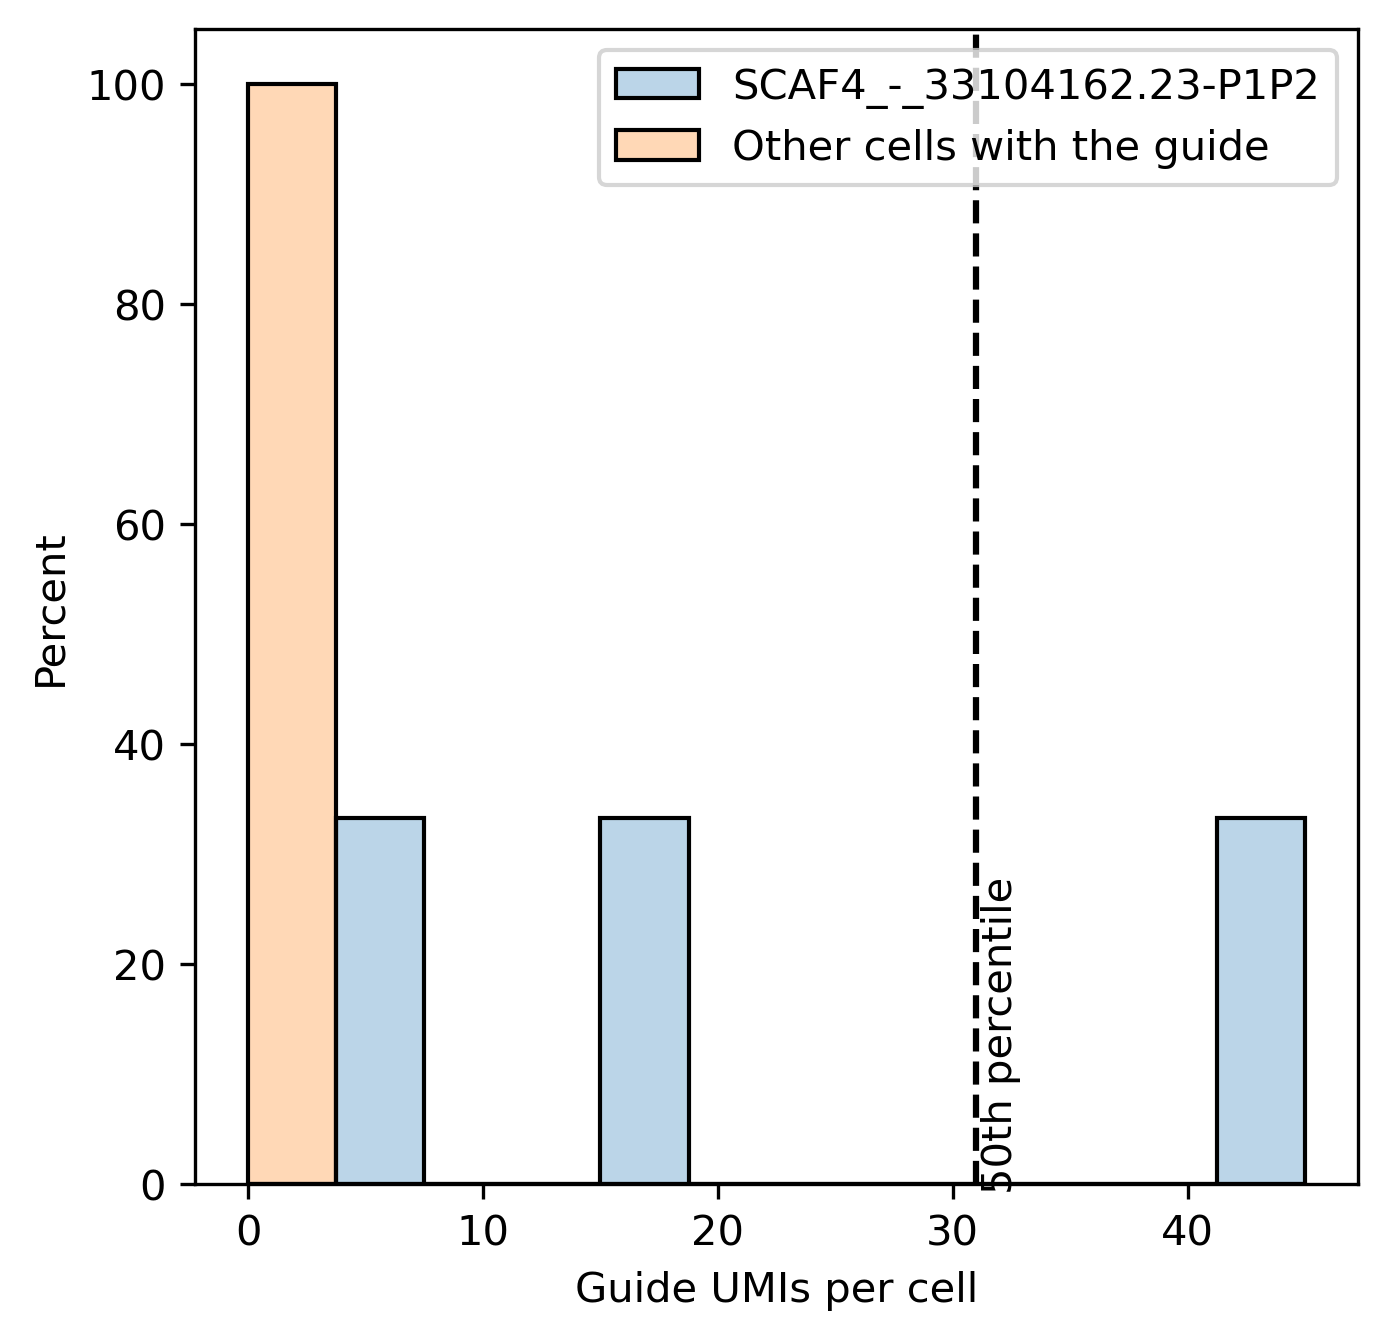 SCAF4_-_33104162.23-P1P2
Other cells with the guide
100
80
60
40
20
0
Percent
50th percentile
0 10 20 30 40
Guide UMIs per cell